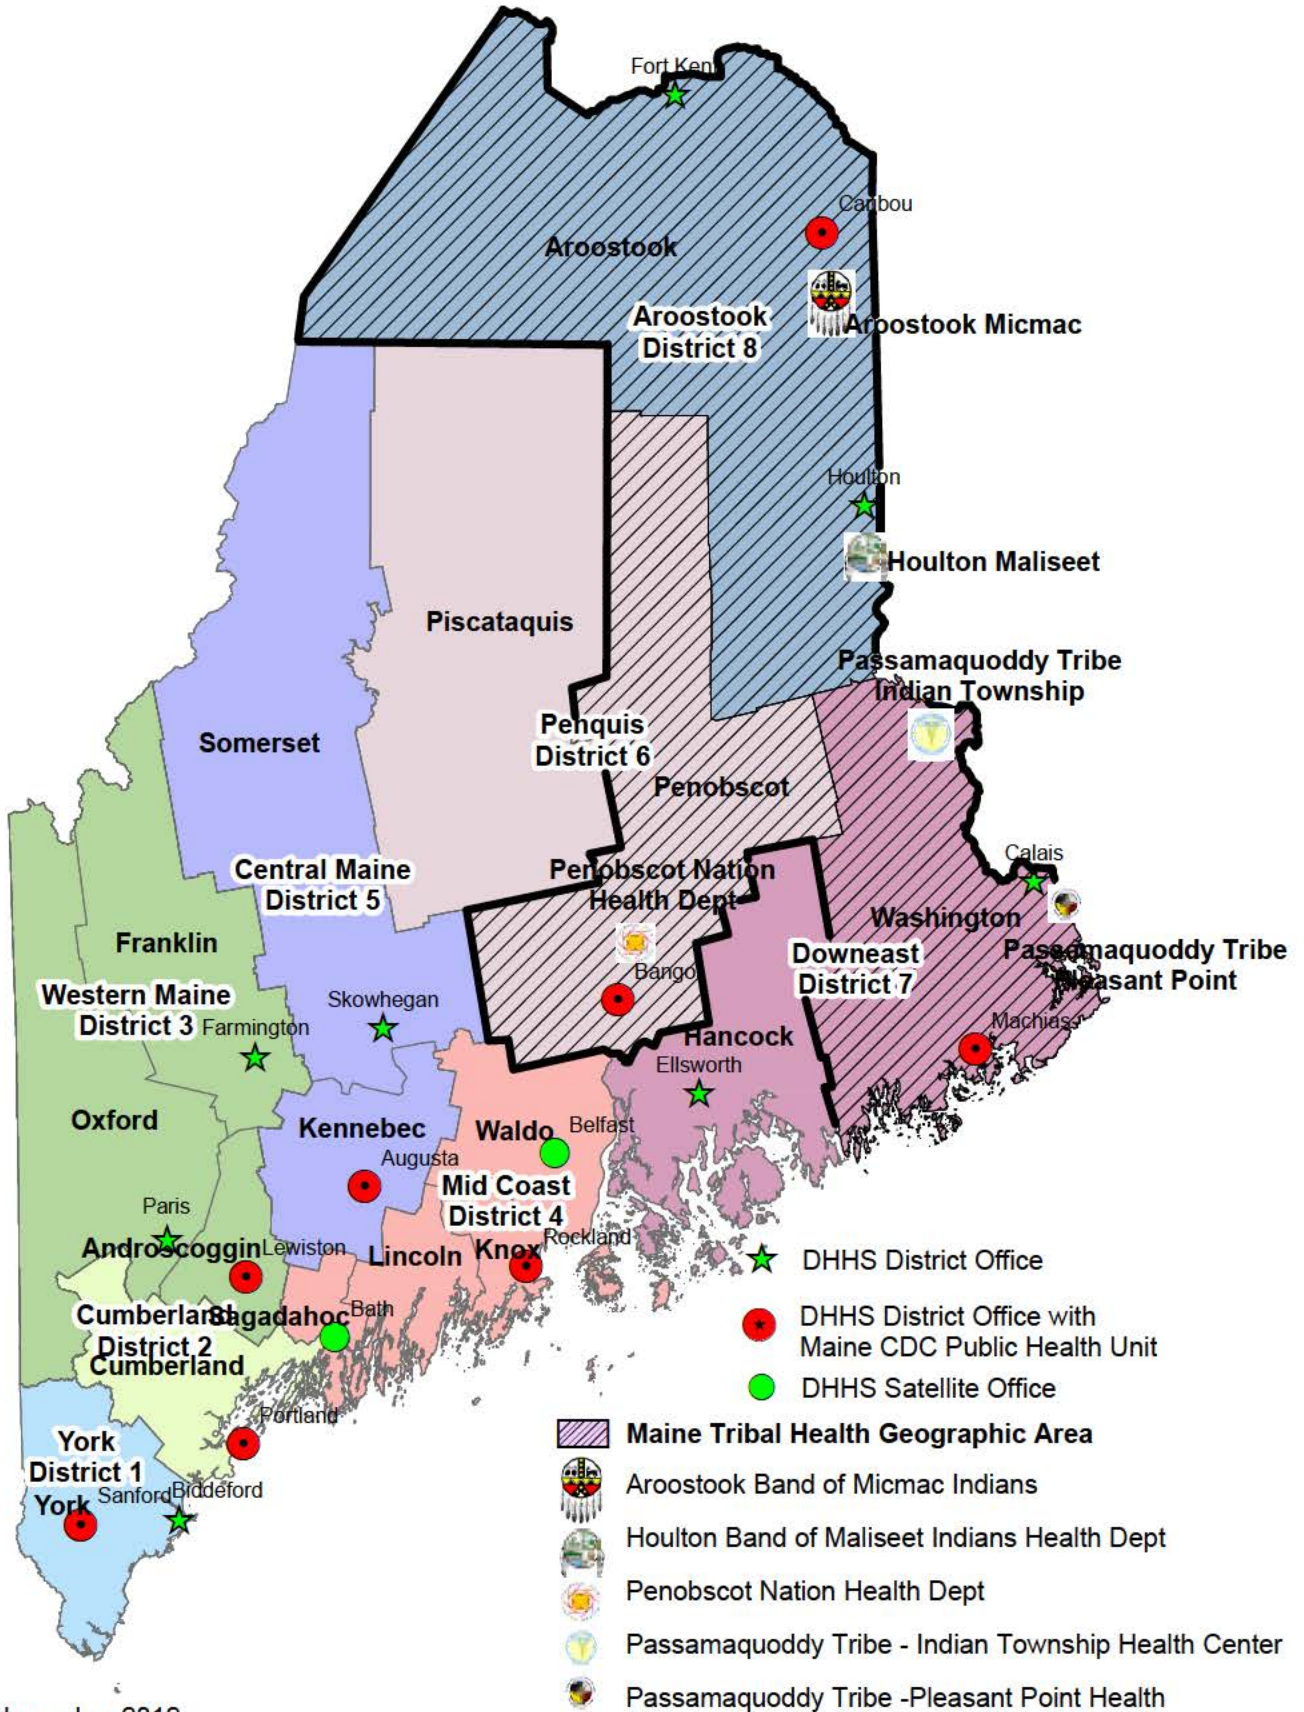 Fort Kent
Caribou
Aroostook
Aroostook
District 8
Aroostook Micmac
Houlton
Houlton Maliseet
Piscataquis
Passamaquoddy Tribe
Indian Township
Somerset
Penquis
District 6
Penobscot
Calais
Central Maine
District 5
Penobscot Nation
Health Dept
Washington
Franklin
Downeast
District 7
Passamaquoddy Tribe
Pleasant Point
Bangor
Western Maine
District 3
Skowhegan
Farmington
Machias
Hancock
Ellsworth
Oxford
Kennebec
Waldo
Belfast
Augusta
Mid Coast
District 4
Paris
Androscoggin
Lewiston
Lincoln
Knox
Rockland
Cumberland
District 2
Sagadahoc
Bath
Cumberland
Portland
York
District 1
Sanford
Biddeford
York
DHHS District Office
DHHS District Office with
Maine CDC Public Health Unit
DHHS Satellite Office
Maine Tribal Health Geographic Area
Aroostook Band of Micmac Indians
Houlton Band of Maliseet Indians Health Dept
Penobscot Nation Health Dept
Passamaquoddy Tribe - Indian Township Health Center
Passamaquoddy Tribe -Pleasant Point Health